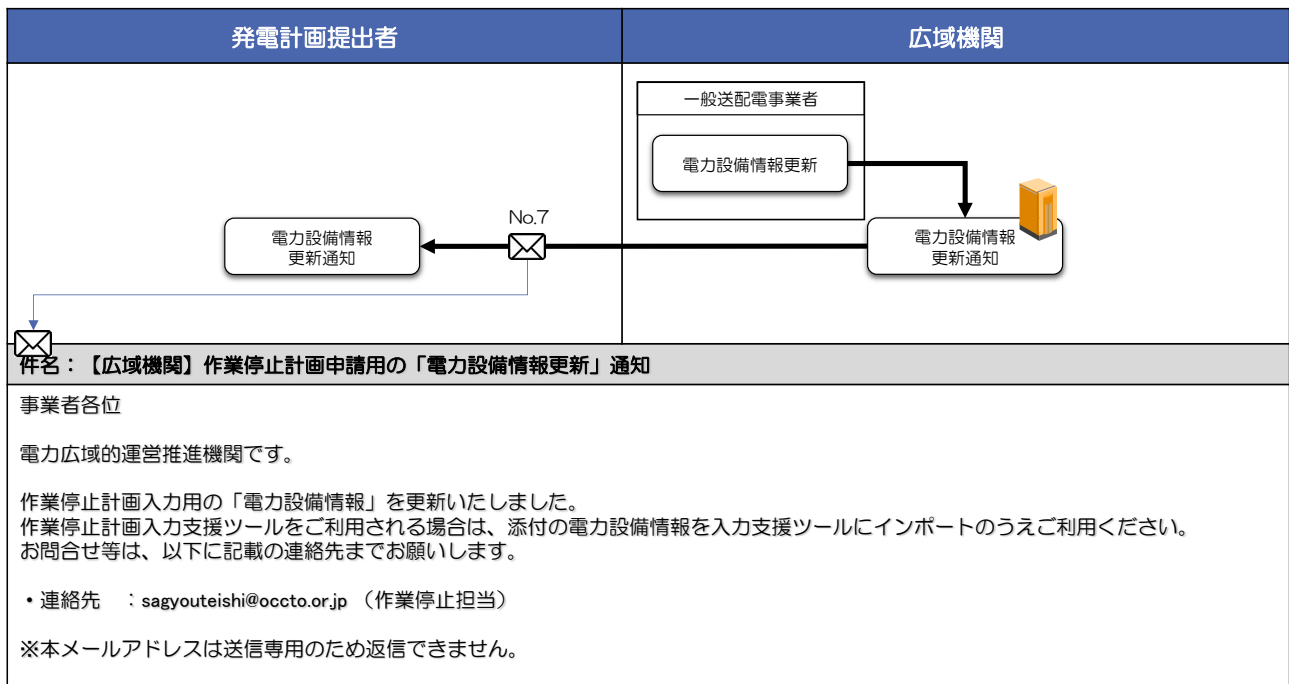 発電計画提出者
広域機関
一般送配電事業者
電力設備情報更新
No.7
電力設備情報
更新通知
電力設備情報
更新通知
件名：【広域機関】作業停止計画申請用の「電力設備情報更新」通知
事業者各位
電力広域的運営推進機関です。
作業停止計画入力用の「電力設備情報」を更新いたしました。
作業停止計画入力支援ツールをご利用される場合は、添付の電力設備情報を入力支援ツールにインポートのうえご利用ください。
お問合せ等は、以下に記載の連絡先までお願いします。
・連絡先　：sagyouteishi@occto.or.jp （作業停止担当）
※本メールアドレスは送信専用のため返信できません。